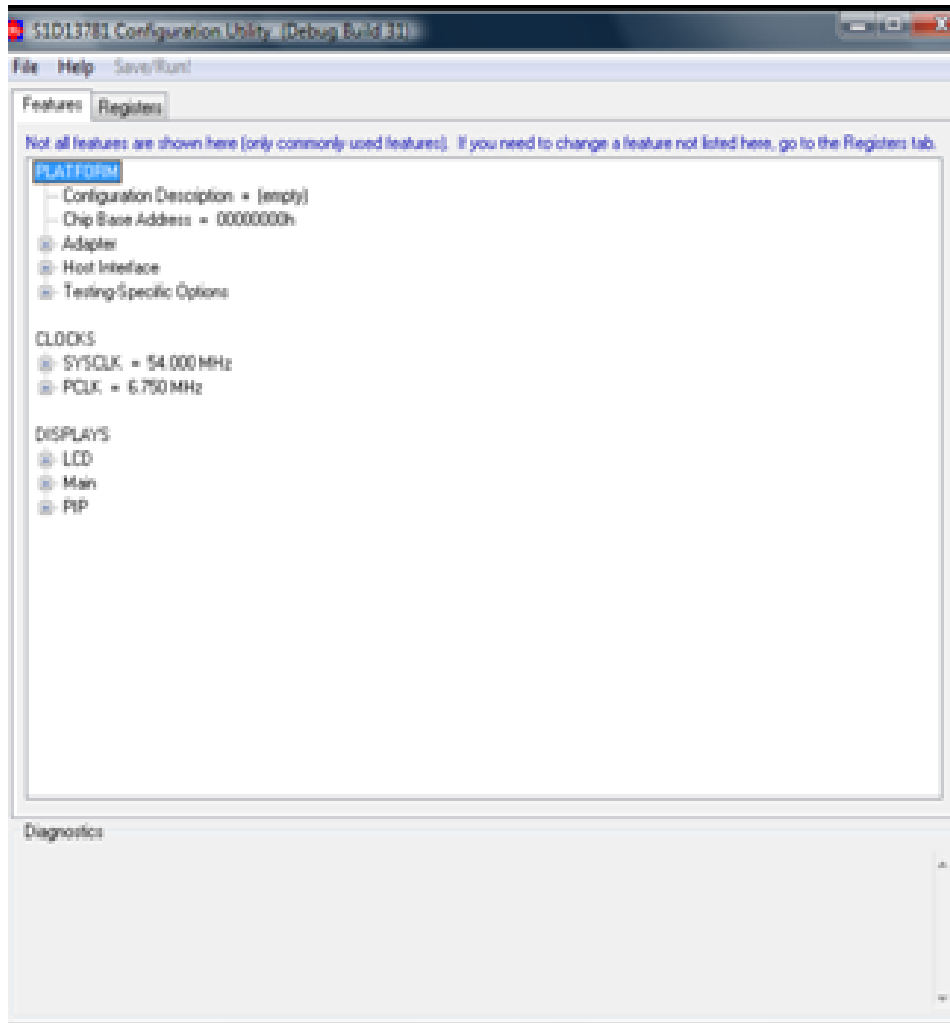 S1D13781 Configuration Utility (Debug Build 31)
File Help Save/Run!
Features Registers
Not all features are shown here (only commonly used features). If you need to change a feature not listed here, go to the Registers tab.
PLATFORM
Configuration Description = (empty)
Chip Base Address = 00000000h
Adapter
Host Interface
Testing-Specific Options
CLOCKS
SYSCLK = 54.000 MHz
PCLK = 6.750 MHz
DISPLAYS
LCD
Main
PIP
Diagnostics